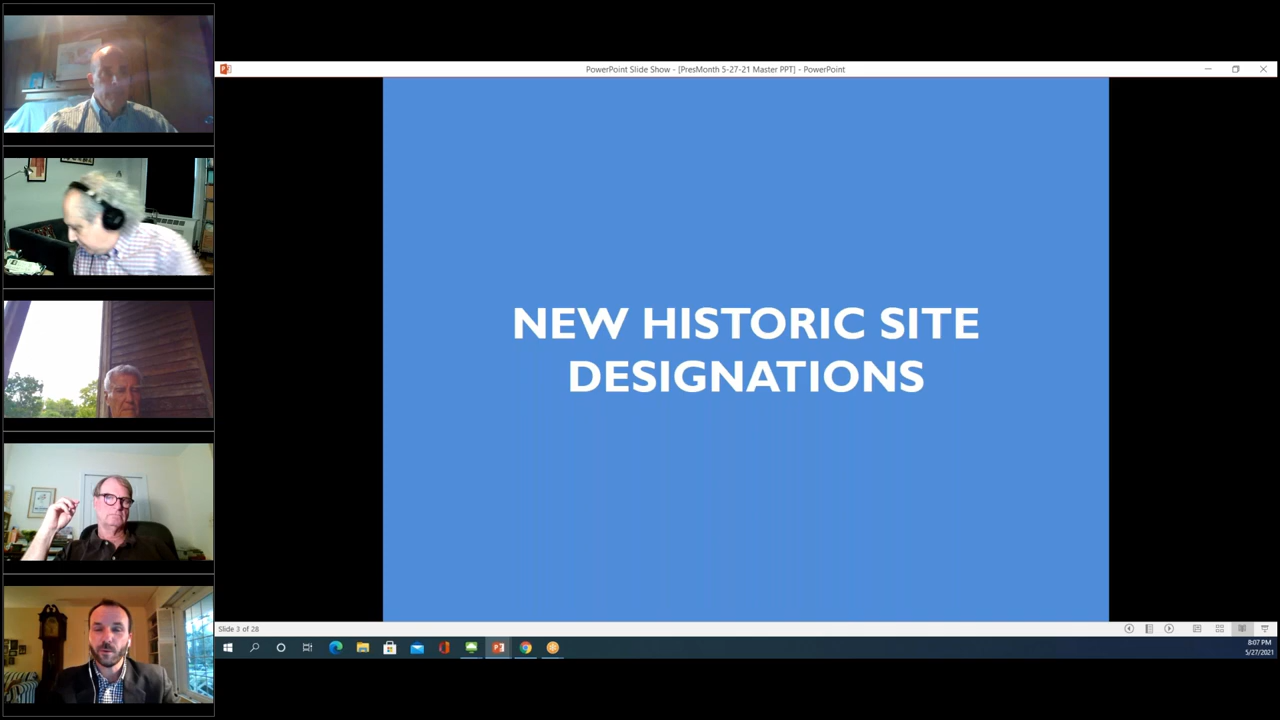 PowerPoint Slide Show - [PresMonth 5-27-21 Master PPT] - PowerPoint
NEW HISTORIC SITE
DESIGNATIONS
Slide 3 of 28
8:07 PM
5/27/2021